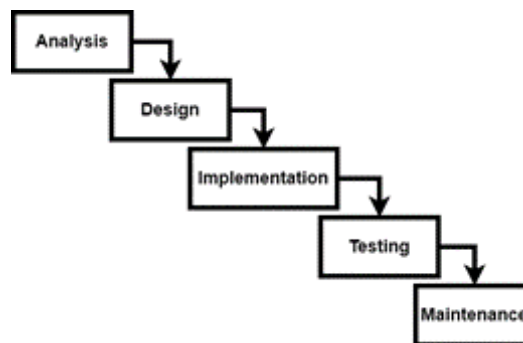 Analysis
Design
Implementation
Testing
Maintenance